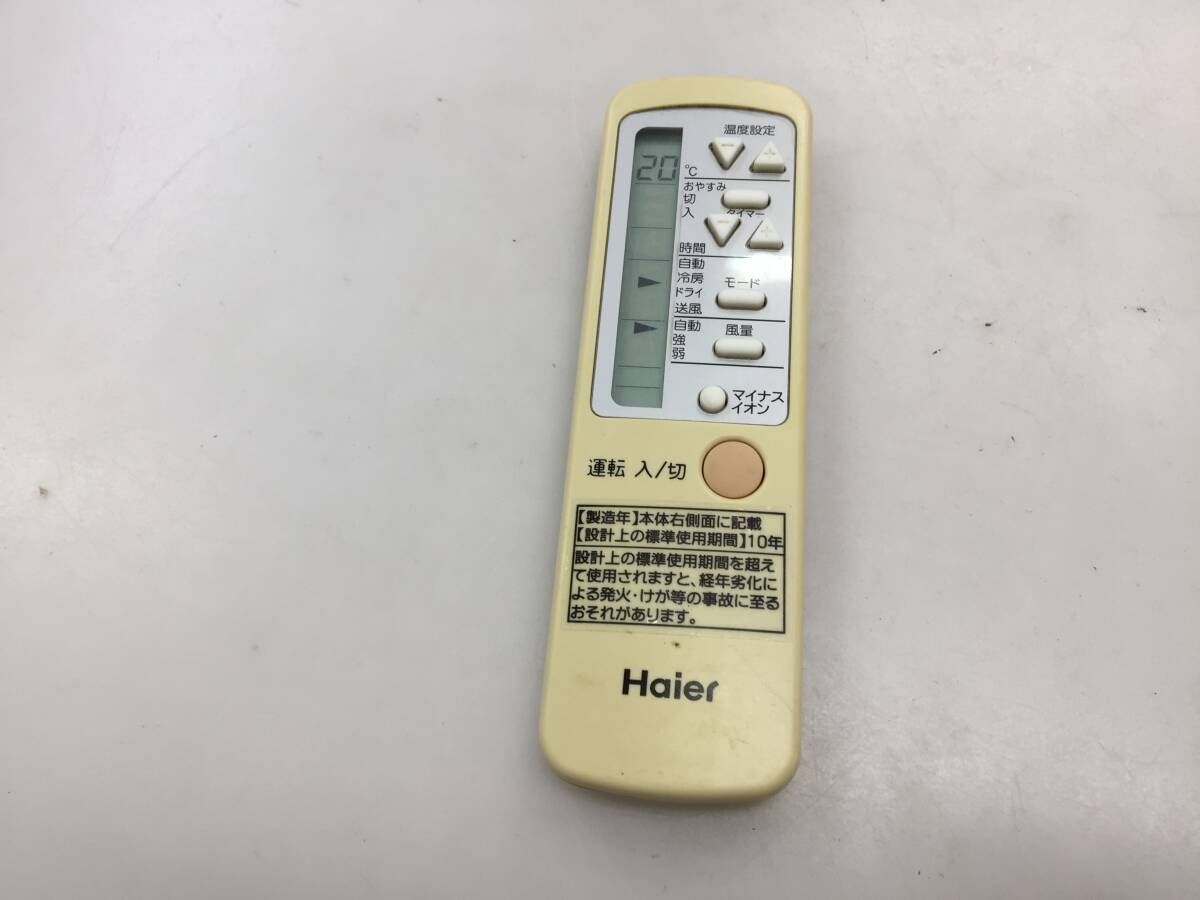 温度設定
20 ℃
おやすみ
切
入
タイマー
時間
自動
冷房
モード
ドライ
送風
自動
風量
強
弱
マイナス
イオン
運転 入/切
【製造年】本体右側面に記載
【設計上の標準使用期間】10年
設計上の標準使用期間を超え
て使用されますと、経年劣化に
よる発火・けが等の事故に至る
おそれがあります。
Haier